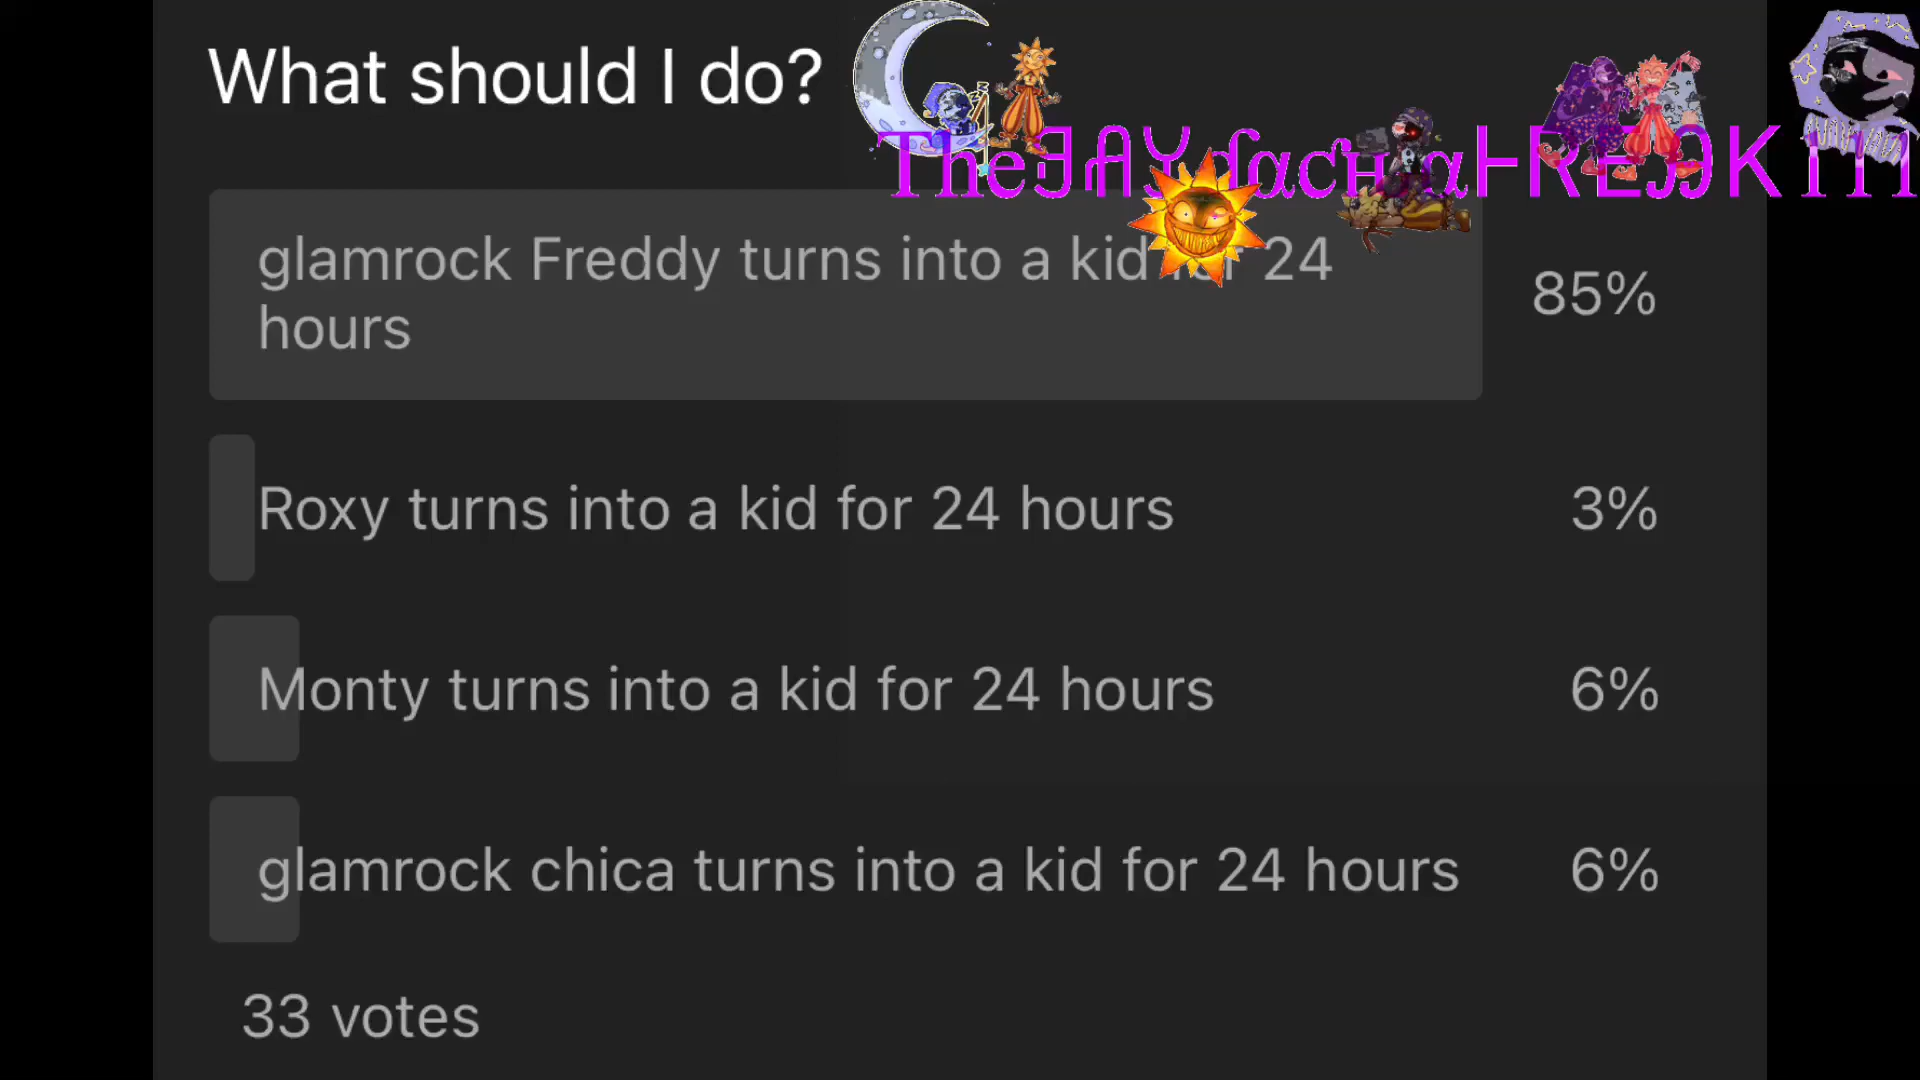 What should I do?
glamrock Freddy turns into a kid for 24
hours
85%
Roxy turns into a kid for 24 hours
3%
Monty turns into a kid for 24 hours
6%
glamrock chica turns into a kid for 24 hours
6%
33 votes